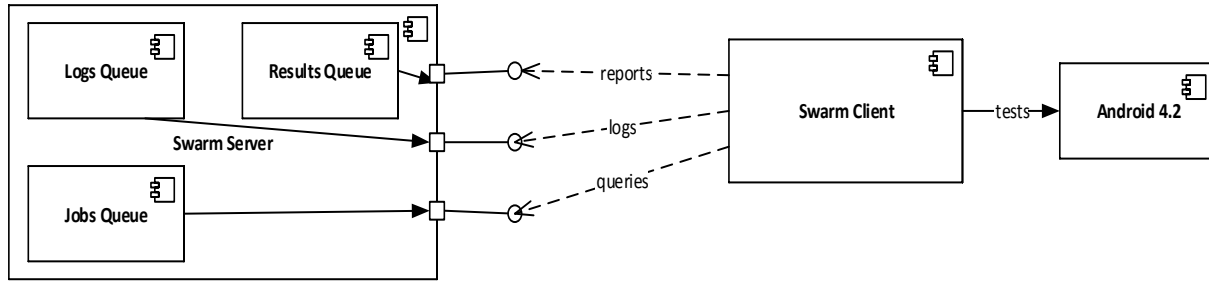 Logs Queue
Results Queue
Swarm Server
Jobs Queue
reports
logs
queries
Swarm Client
tests
Android 4.2